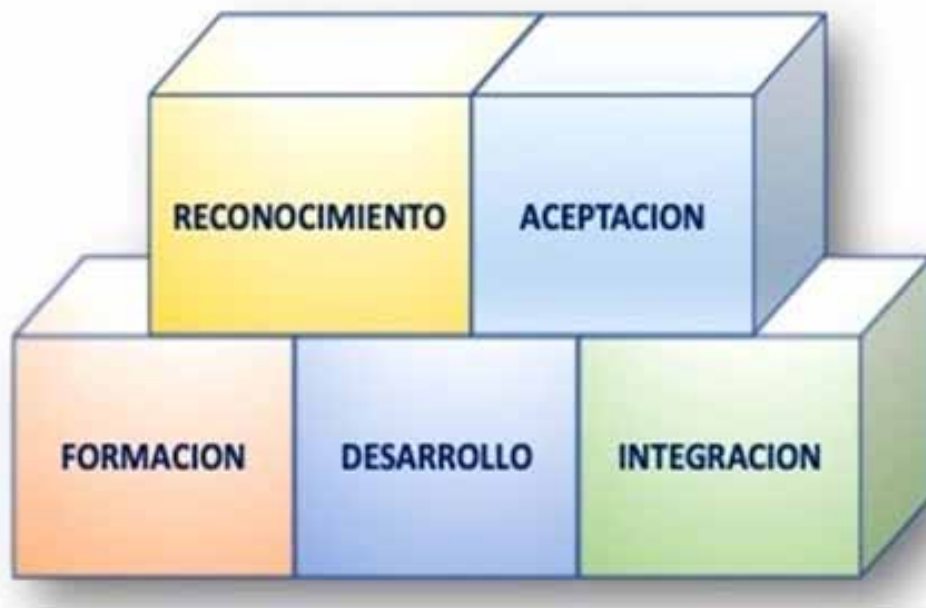 RECONOCIMIENTO
ACEPTACION
FORMACION
DESARROLLO
INTEGRACION